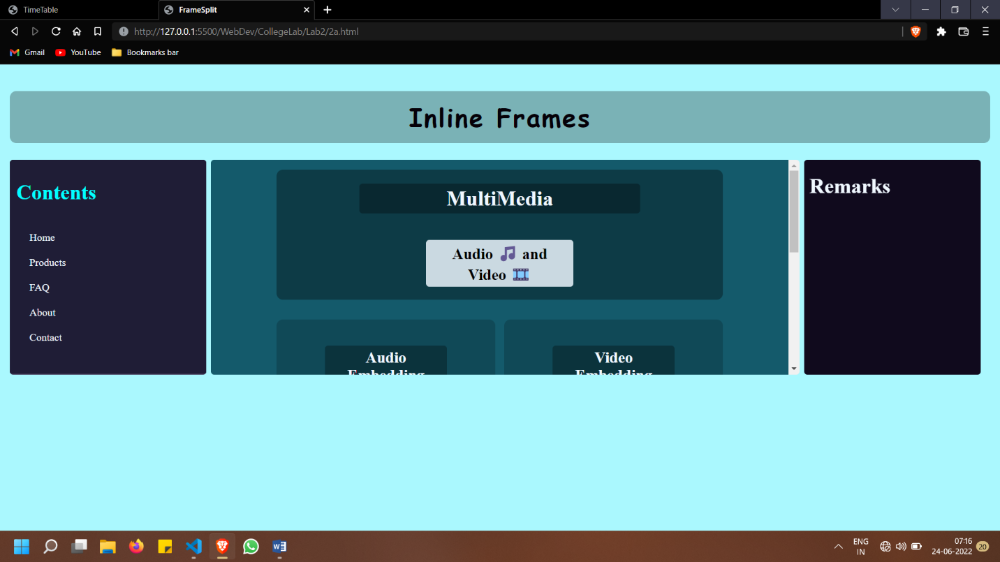 TimeTable
FrameSplit
http://127.0.0.1:5500/WebDev/CollegeLab/Lab2/2a.html
Gmail YouTube Bookmarks bar
Inline Frames
Contents
Home
Products
FAQ
About
Contact
MultiMedia
Audio 🎵 and
Video 🎞️
Audio
Embedding
Video
Embedding
Remarks
ENG
IN
07:16
24-06-2022
20